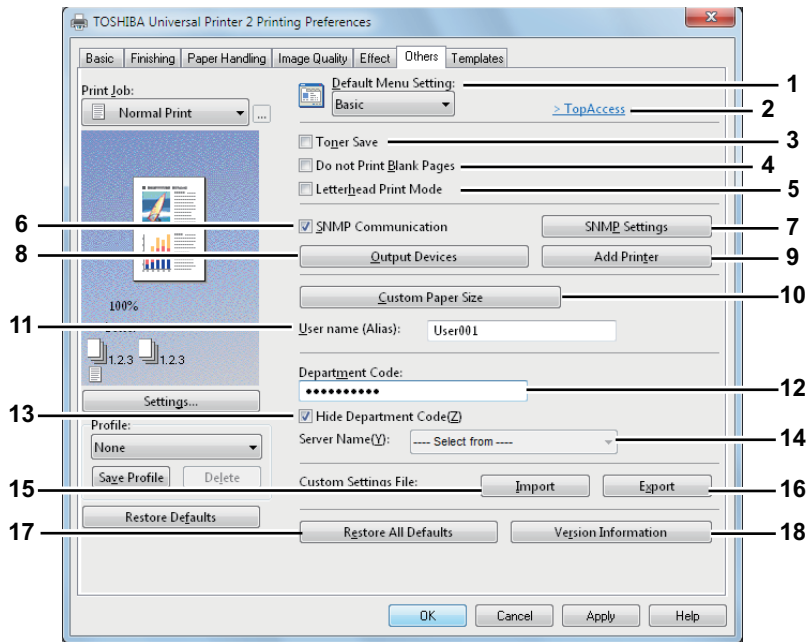 TOSHIBA Universal Printer 2 Printing Preferences
Basic Finishing Paper Handling Image Quality Effect Others Templates
Print Job:
Normal Print
...
100%
1.2.3 1.2.3
Settings...
Profile:
None
Save Profile Delete
Restore Defaults
Default Menu Setting: 1
Basic
> TopAccess 2
Toner Save 3
Do not Print Blank Pages 4
Letterhead Print Mode 5
6 SNMP Communication SNMP Settings 7
8 Output Devices Add Printer 9
Custom Paper Size 10
11 User name (Alias): User001
Department Code:
•••••••••• 12
13 Hide Department Code(Z)
Server Name(Y): ---- Select from ---- 14
15 Custom Settings File: Import Export 16
17 Restore All Defaults Version Information 18
OK Cancel Apply Help